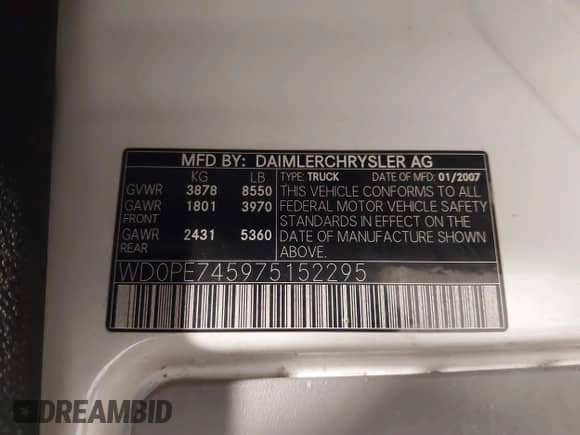 MFD BY: DAIMLERCHRYSLER AG
KG LB TYPE: TRUCK DATE OF MFD: 01/2007
GVWR 3878 8550 THIS VEHICLE CONFORMS TO ALL
GAWR 1801 3970 FEDERAL MOTOR VEHICLE SAFETY
FRONT STANDARDS IN EFFECT ON THE
GAWR 2431 5360 DATE OF MANUFACTURE SHOWN
REAR ABOVE.
WD0PE745975152295
DREAMBID